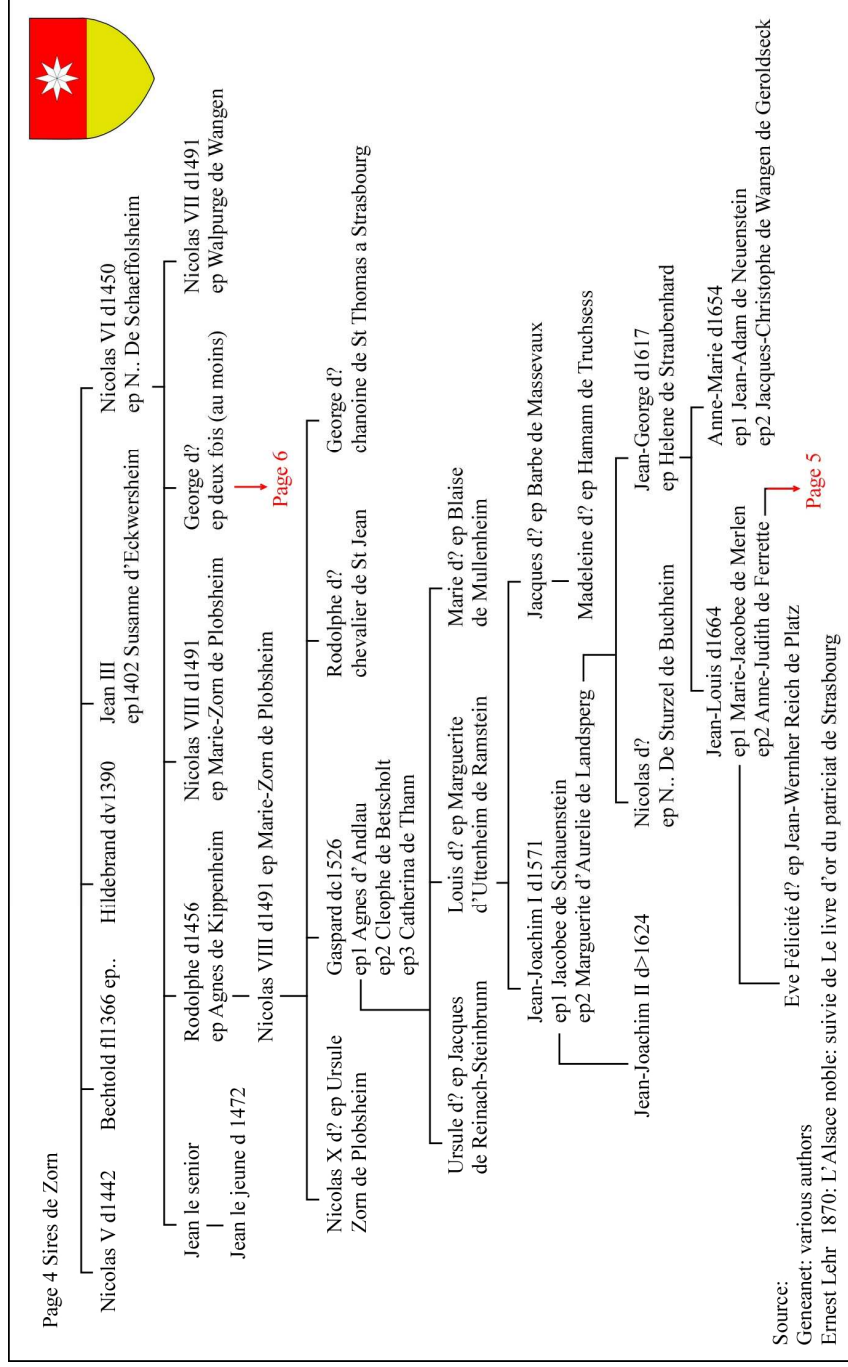 Page 4 Sires de Zorn
Nicolas V d1442
Bechtold fl1366 ep..
Hildebrand dv1390
Jean III
ep1402 Susanne d'Eckwersheim
Nicolas VI d1450
ep N.. De Schaeffolsheim
Jean le senior
Jean le jeune d 1472
Rodolphe d1456
ep Agnes de Kippenheim
Nicolas VIII d1491
ep Marie-Zorn de Plobsheim
George d?
ep deux fois (au moins)
Page 6
Nicolas VII d1491
ep Walpurge de Wangen
Nicolas VIII d1491 ep Marie-Zorn de Plobsheim
Nicolas X d? ep Ursule
Zorn de Plobsheim
Gaspard dc1526
ep1 Agnes d'Andlau
ep2 Cleophe de Betscholt
ep3 Catherina de Thann
Rodolphe d?
chevalier de St Jean
George d?
chanoine de St Thomas a Strasbourg
Ursule d? ep Jacques
de Reinach-Steinbrunn
Louis d? ep Marguerite
d'Uttenheim de Ramstein
Marie d? ep Blaise
de Mullenheim
Jean-Joachim I d1571
ep1 Jacobee de Schauenstein
ep2 Marguerite d'Aurelie de Landsperg
Jacques d? ep Barbe de Massevaux
Madeleine d? ep Hamann de Truchsess
Jean-Joachim II d>1624
Nicolas d?
ep N.. De Sturzel de Buchheim
Jean-George d1617
ep Helene de Straubenhard
Jean-Louis d1664
ep1 Marie-Jacobee de Merlen
ep2 Anne-Judith de Ferrette
Anne-Marie d1654
ep1 Jean-Adam de Neuenstein
ep2 Jacques-Christophe de Wangen de Geroldseck
Eve Félicité d? ep Jean-Wernher Reich de Platz
Page 5
Source:
Geneanet: various authors
Ernest Lehr 1870: L'Alsace noble: suivie de Le livre d'or du patriciat de Strasbourg